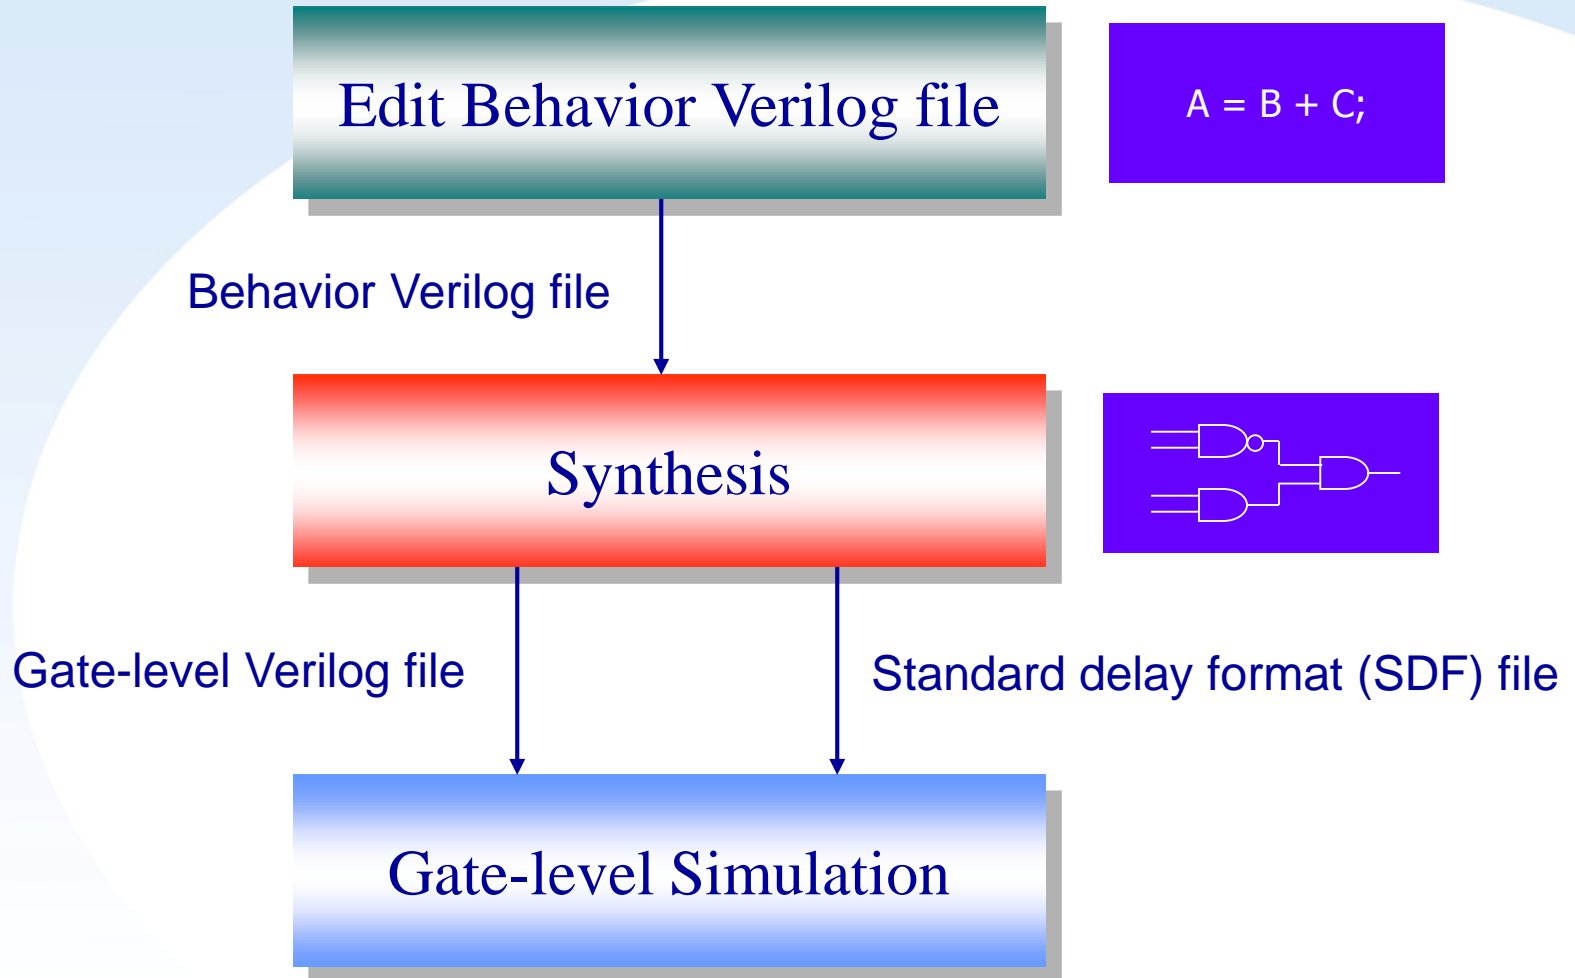 Edit Behavior Verilog file
A = B + C;
Behavior Verilog file
Synthesis
Gate-level Verilog file
Standard delay format (SDF) file
Gate-level Simulation